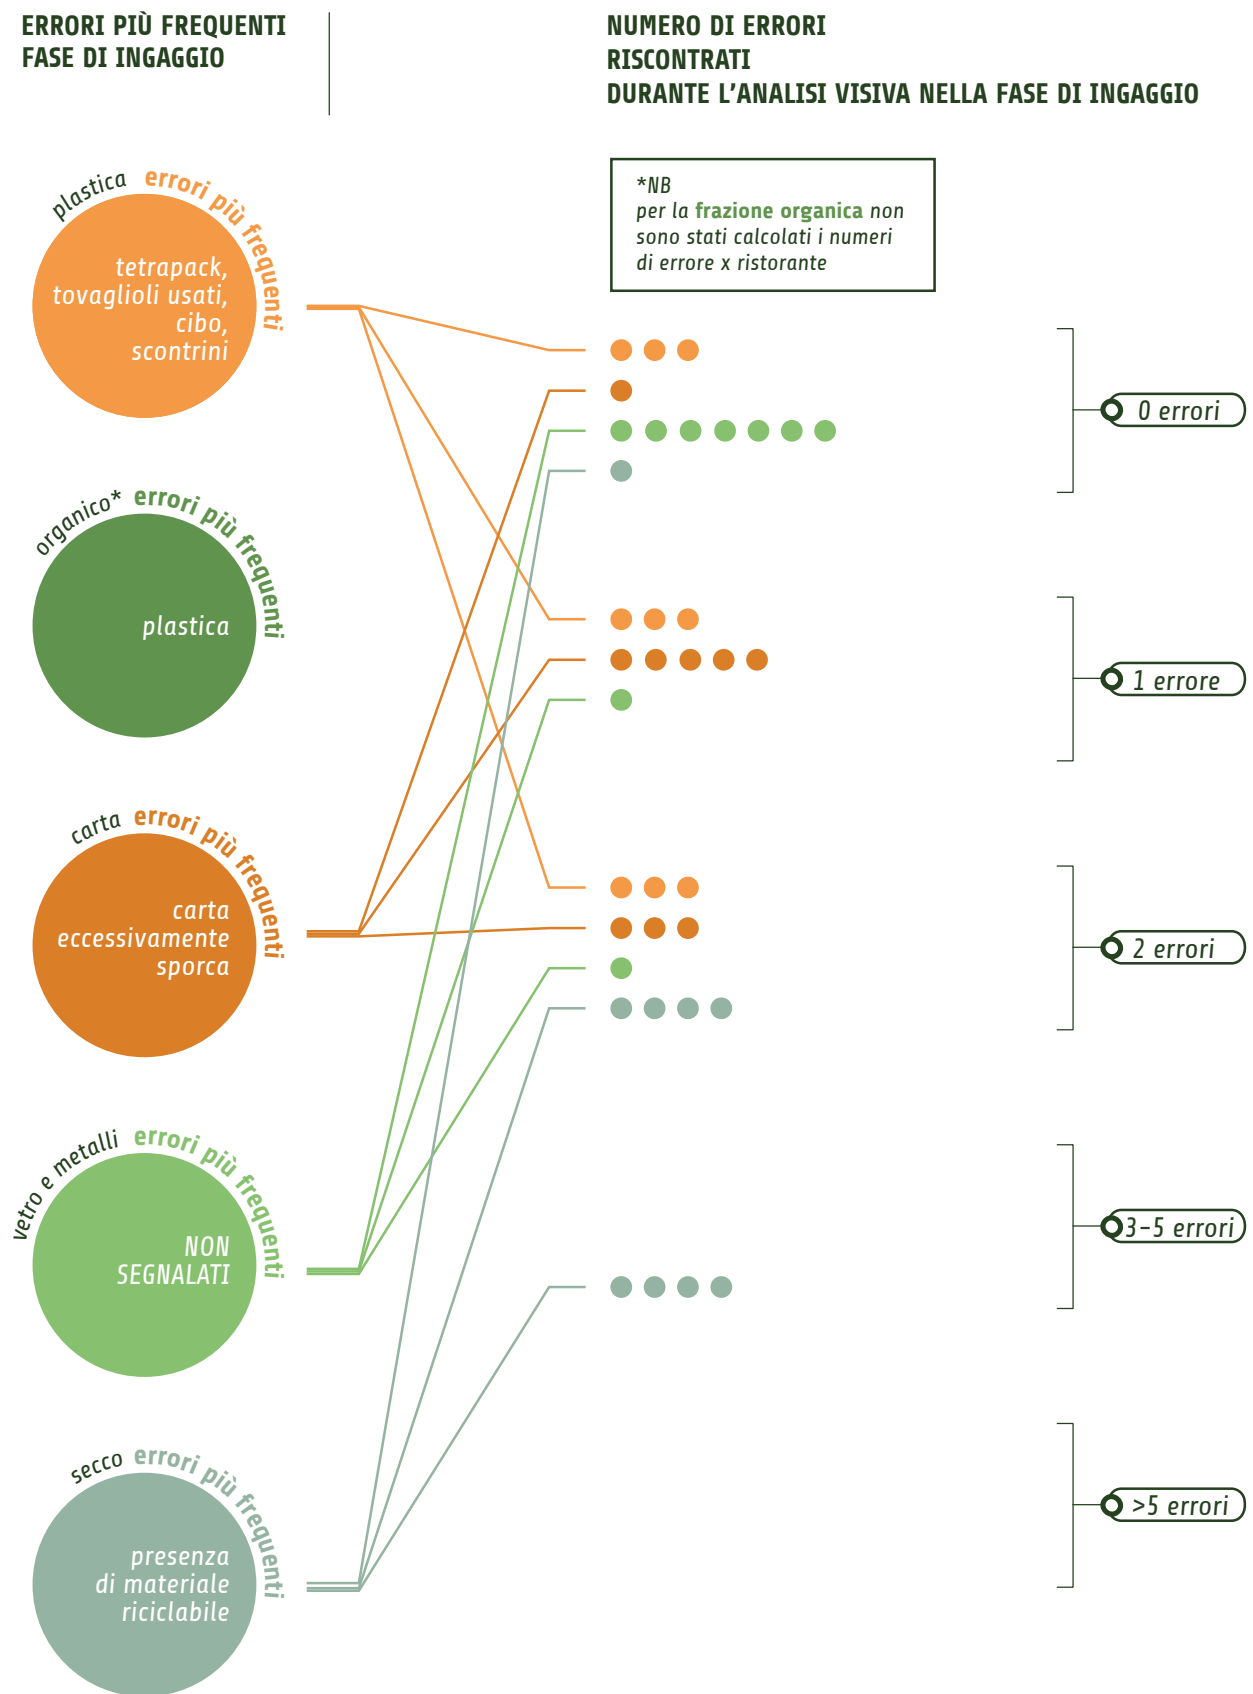 ERRORI PIÙ FREQUENTI
FASE DI INGAGGIO
NUMERO DI ERRORI
RISCONTRATI
DURANTE L'ANALISI VISIVA NELLA FASE DI INGAGGIO
*NB
per la frazione organica non
sono stati calcolati i numeri
di errore x ristorante
plastica errori più frequenti
tetrapack,
tovaglioli usati,
cibo,
scontrini
organico* errori più frequenti
plastica
carta errori più frequenti
carta
eccessivamente
sporca
vetro e metalli errori più frequenti
NON
SEGNALATI
secco errori più frequenti
presenza
di materiale
riciclabile
0 errori
1 errore
2 errori
3-5 errori
>5 errori